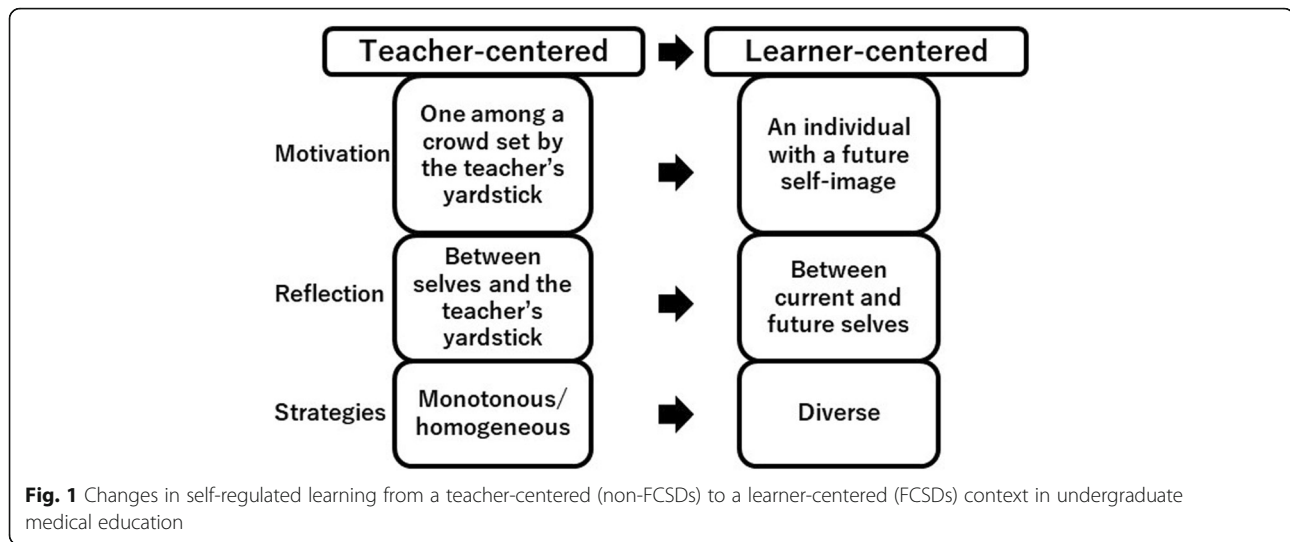 Teacher-centered
Learner-centered
Motivation
One among a
crowd set by
the teacher's
yardstick
An individual
with a future
self-image
Reflection
Between
selves and the
teacher's
yardstick
Between
current and
future selves
Strategies
Monotonous/
homogeneous
Diverse
Fig. 1 Changes in self-regulated learning from a teacher-centered (non-FCSDs) to a learner-centered (FCSDs) context in undergraduate
medical education